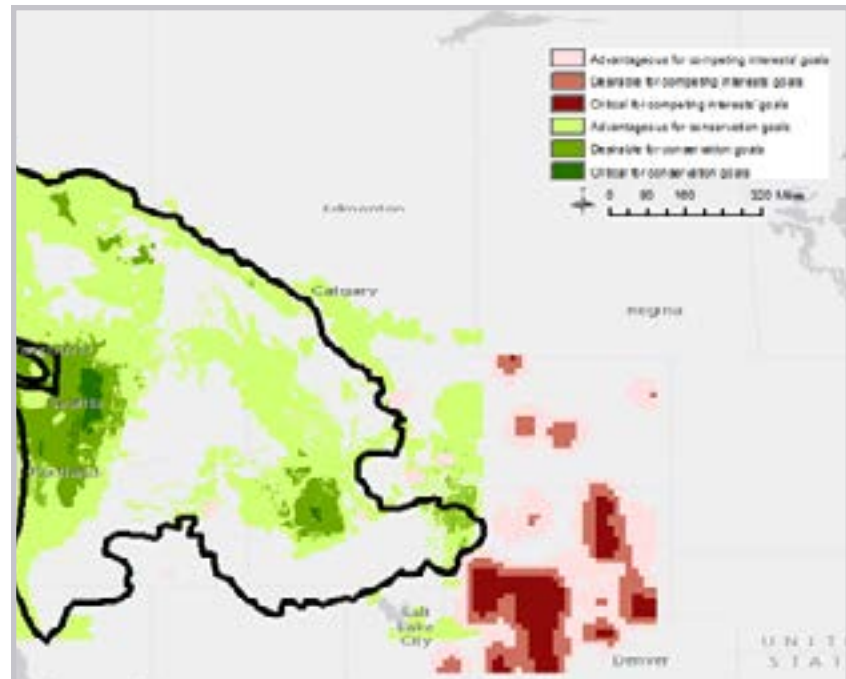 Advantageous for competing interests' goals
Desirable for competing interests' goals
Critical for competing interests' goals
Advantageous for conservation goals
Desirable for conservation goals
Critical for conservation goals
0 80 160 320 Miles
Edmonton
Calgary
Regina
Seattle
Portland
Salt
Lake
City
Denver
U N I T
S T A